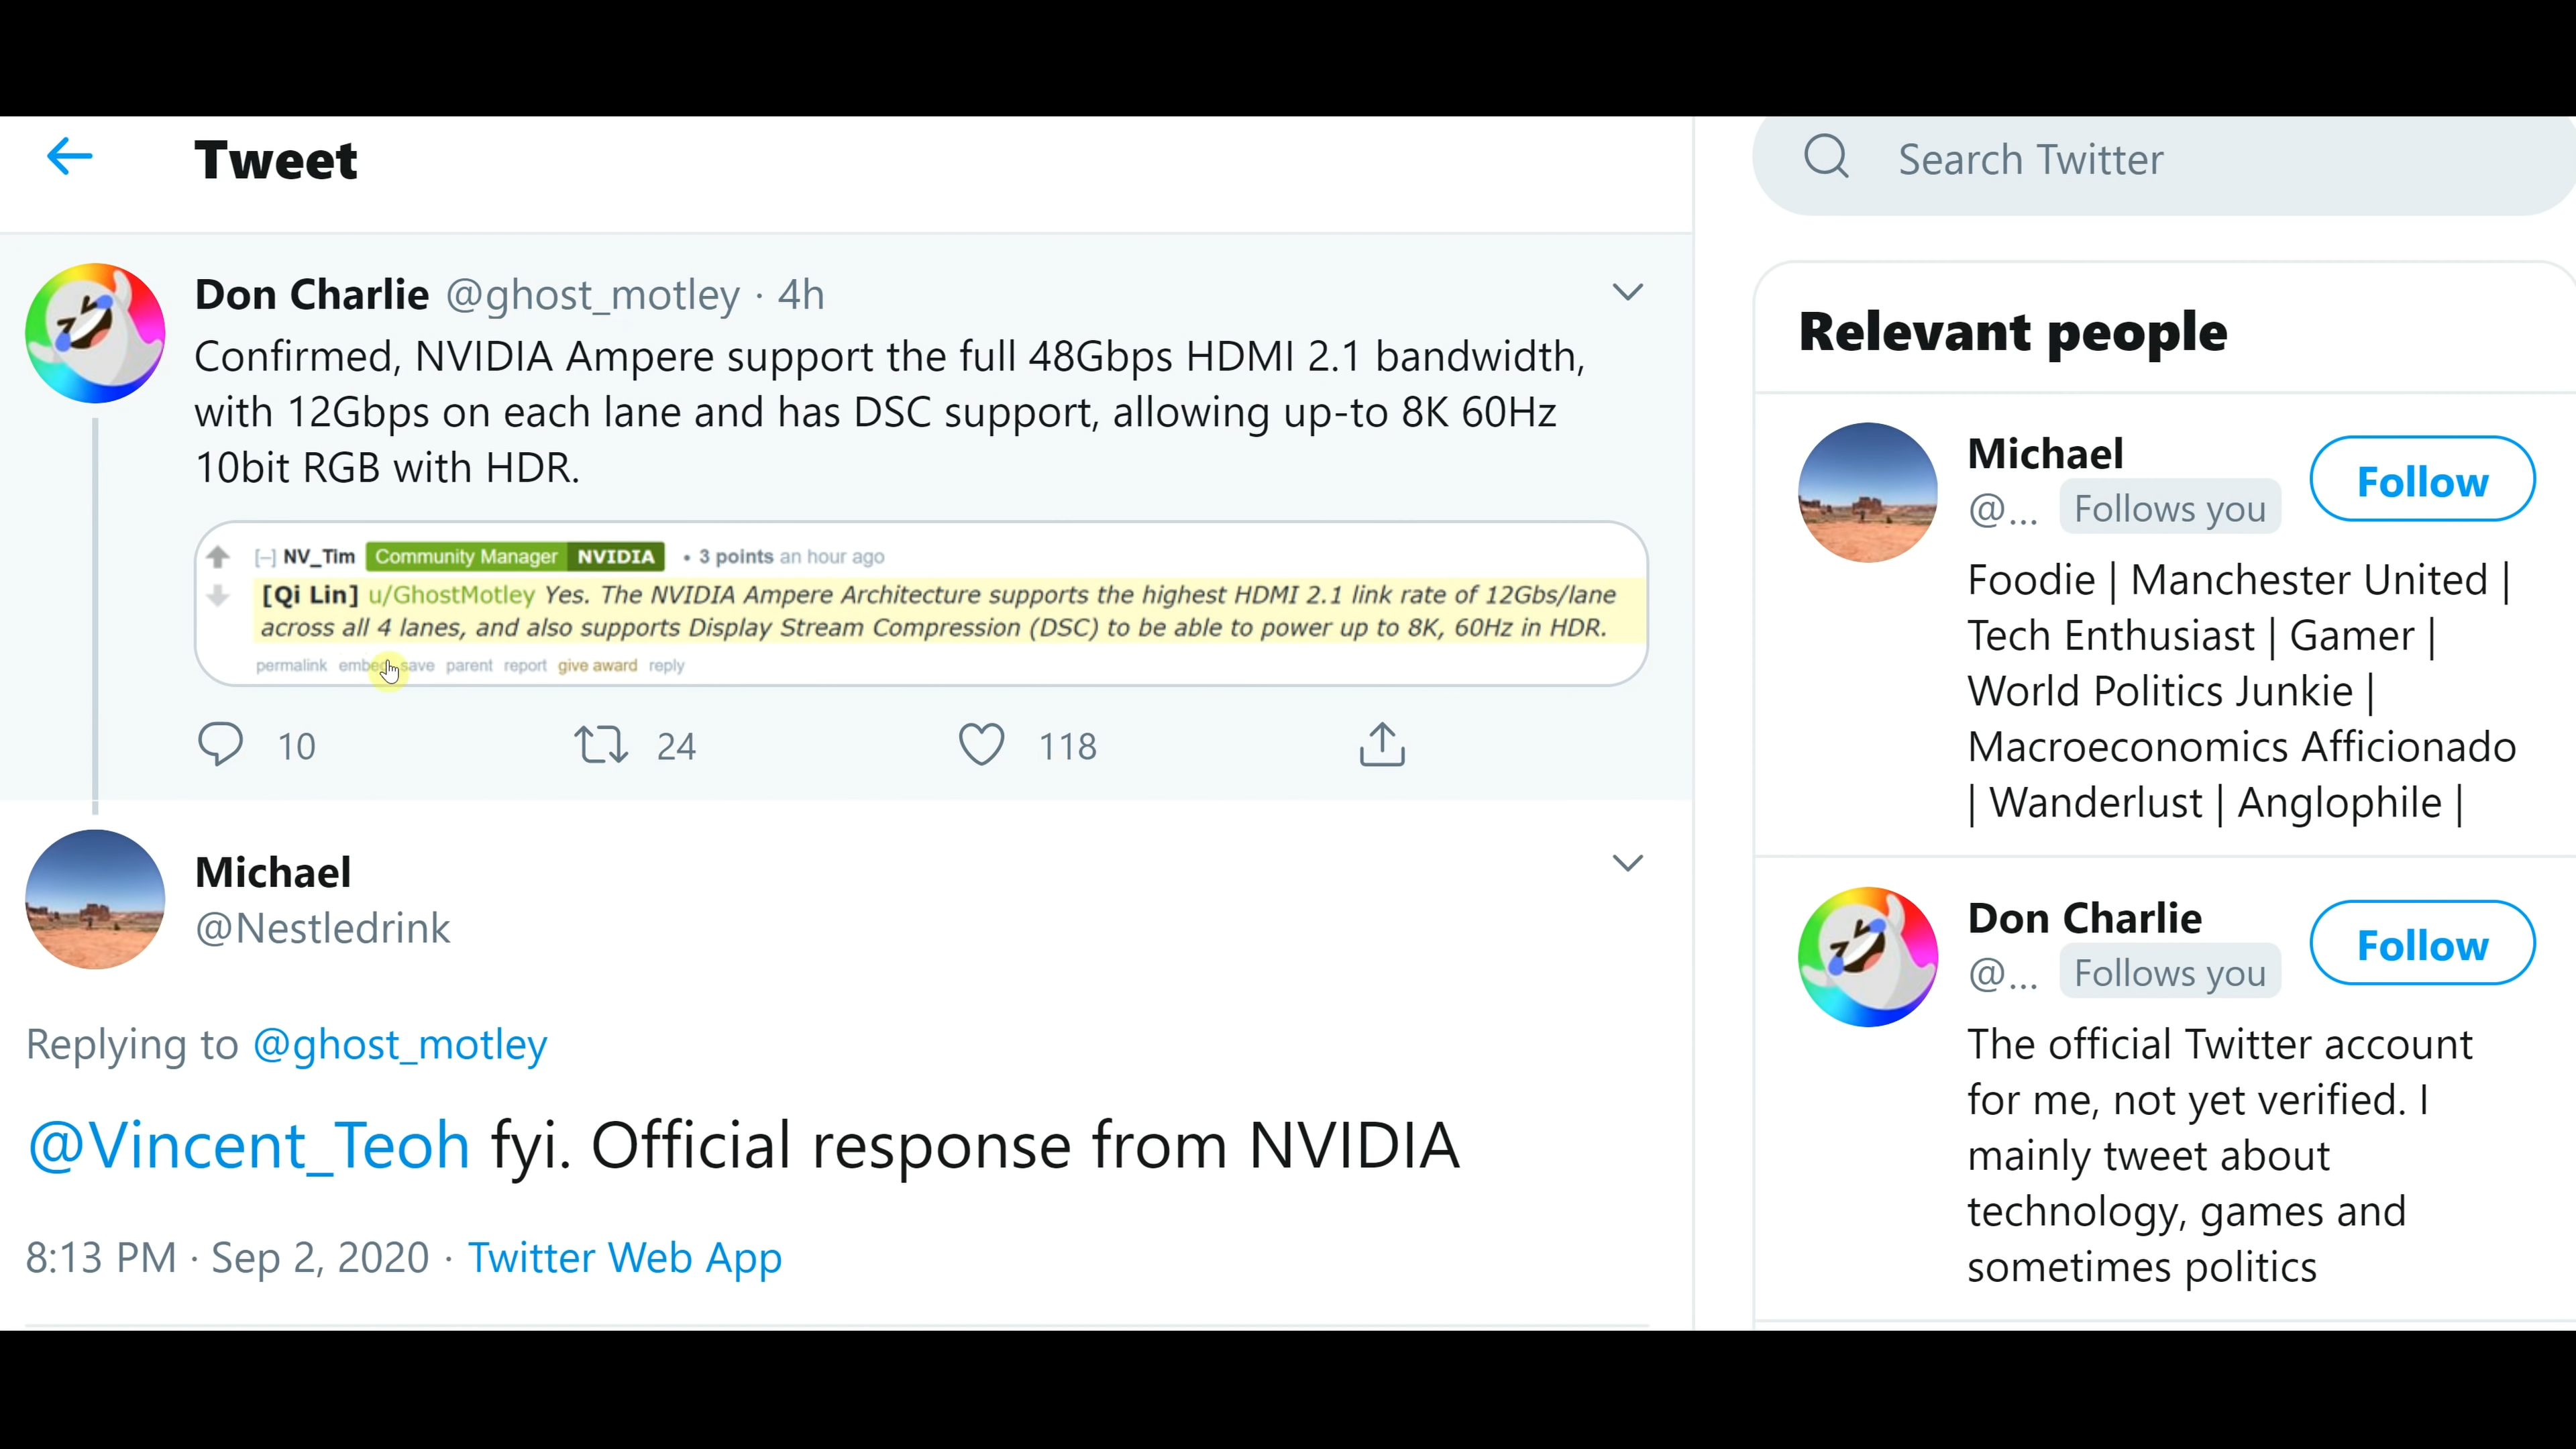 Tweet
Don Charlie @ghost_motley · 4h
Confirmed, NVIDIA Ampere support the full 48Gbps HDMI 2.1 bandwidth,
with 12Gbps on each lane and has DSC support, allowing up-to 8K 60Hz
10bit RGB with HDR.
[–] NV_Tim Community Manager NVIDIA • 3 points an hour ago
[Qi Lin] u/GhostMotley Yes. The NVIDIA Ampere Architecture supports the highest HDMI 2.1 link rate of 12Gbs/lane
across all 4 lanes, and also supports Display Stream Compression (DSC) to be able to power up to 8K, 60Hz in HDR.
permalink embed save parent report give award reply
10 24 118
Michael
@Nestledrink
Replying to @ghost_motley
@Vincent_Teoh fyi. Official response from NVIDIA
8:13 PM · Sep 2, 2020 · Twitter Web App
Search Twitter
Relevant people
Michael
@... Follows you
Follow
Foodie | Manchester United |
Tech Enthusiast | Gamer |
World Politics Junkie |
Macroeconomics Afficionado
| Wanderlust | Anglophile |
Don Charlie
@... Follows you
Follow
The official Twitter account
for me, not yet verified. I
mainly tweet about
technology, games and
sometimes politics